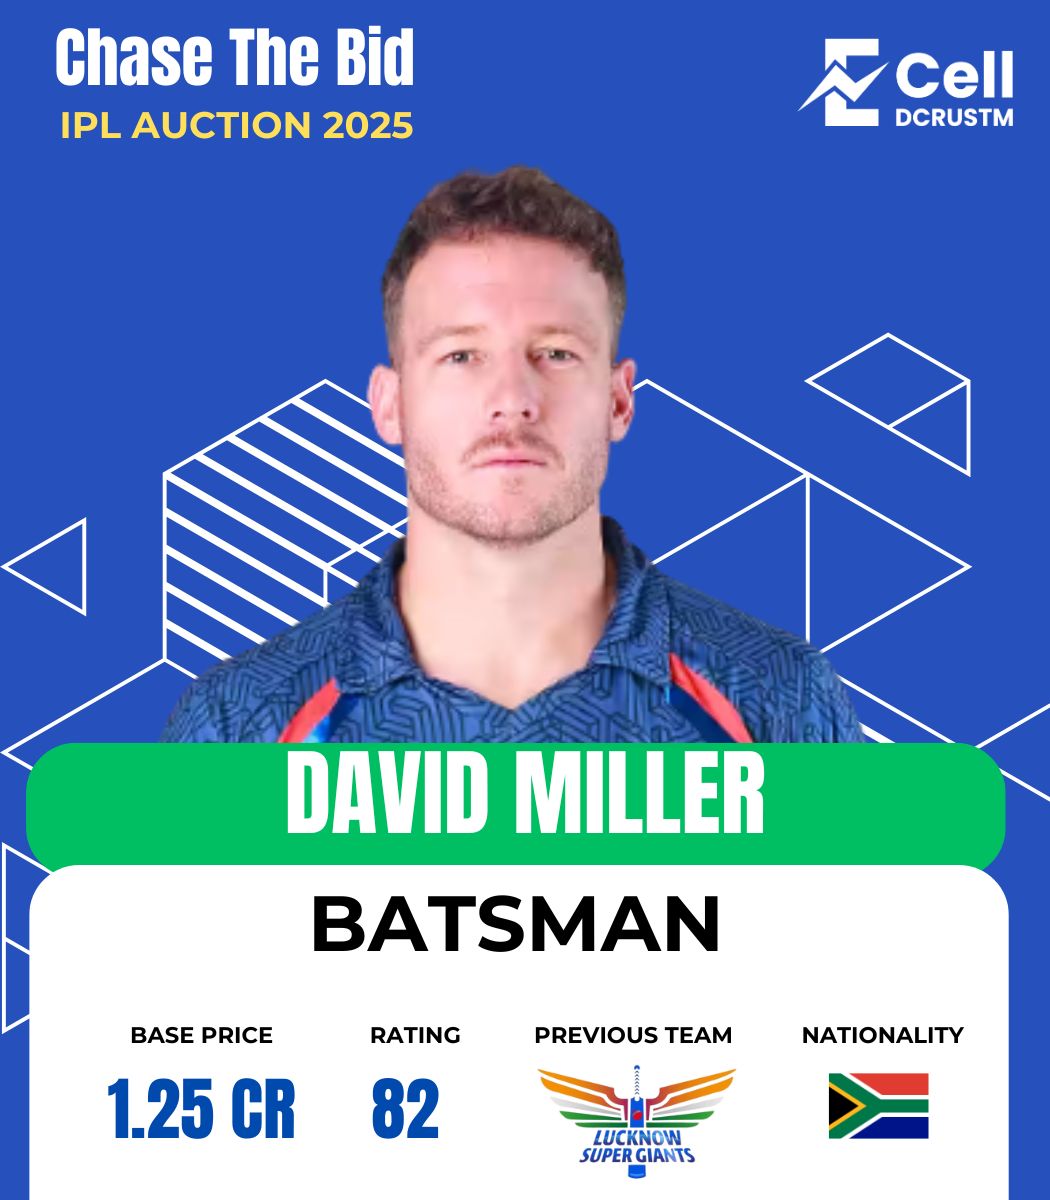 Chase The Bid
IPL AUCTION 2025
Cell
DCRUSTM
DAVID MILLER
BATSMAN
BASE PRICE
RATING
PREVIOUS TEAM
NATIONALITY
1.25 CR
82
LUCKNOW
SUPER GIANTS